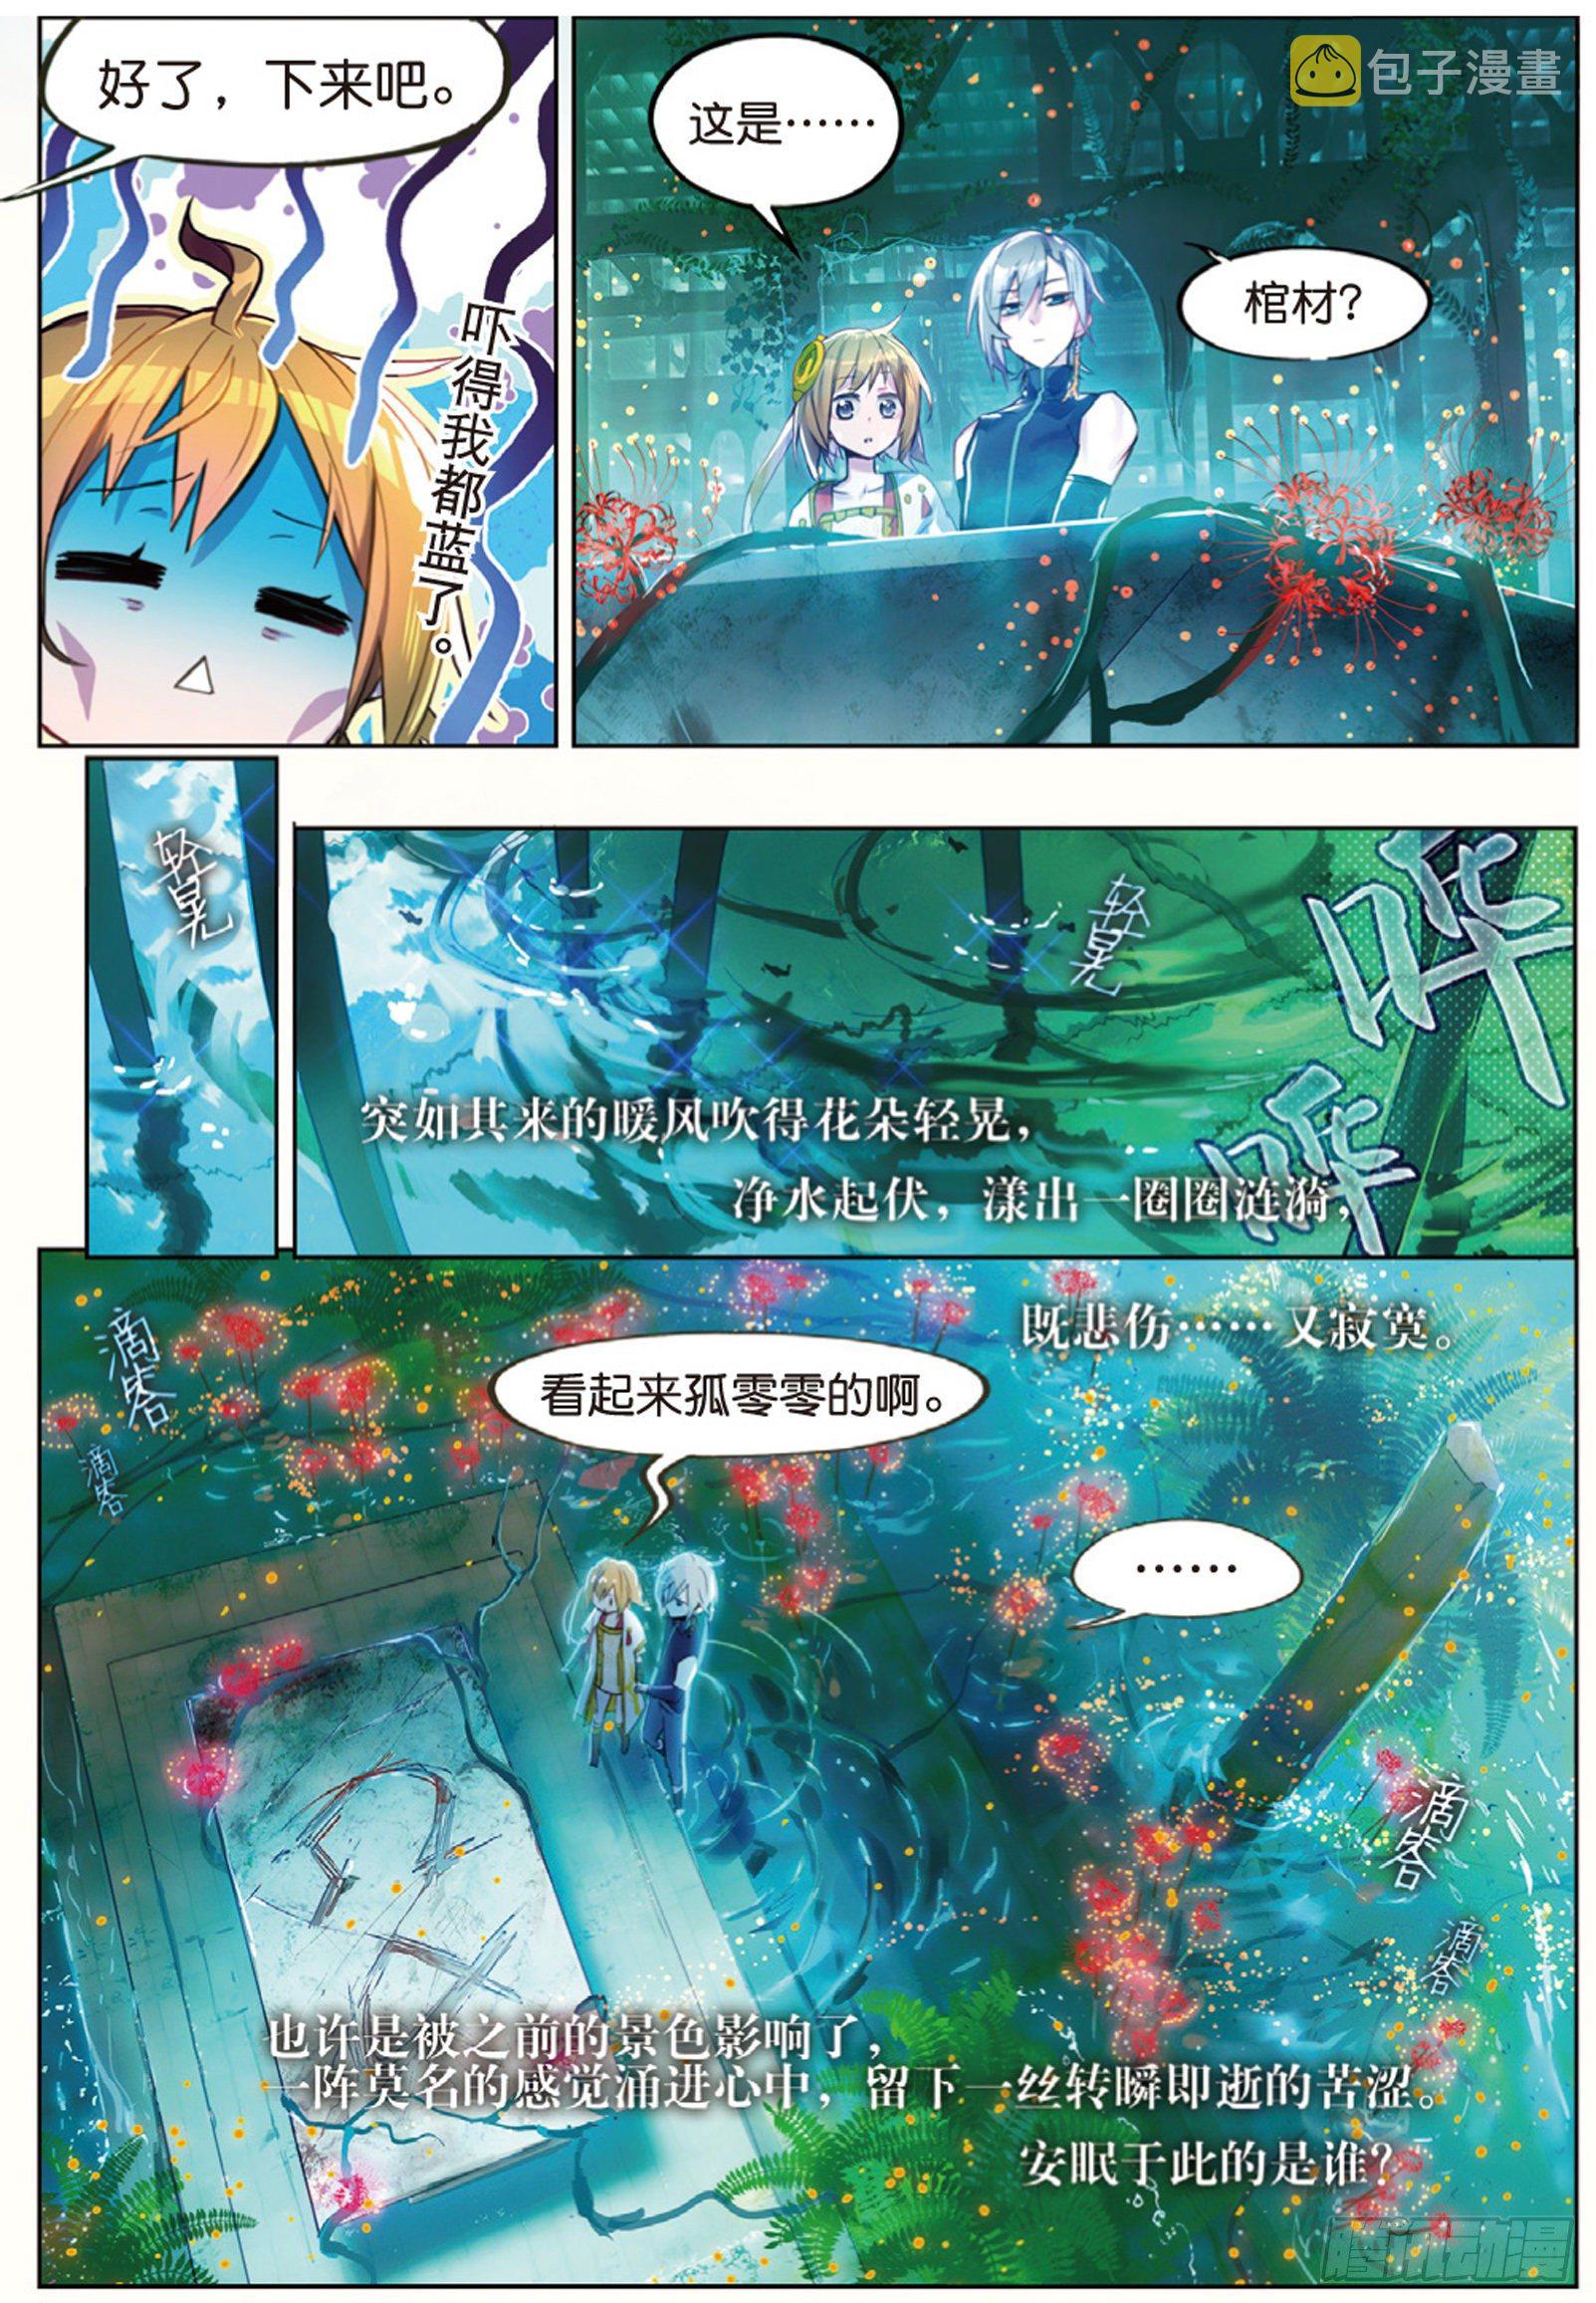 好了，下来吧。
吓得我都蓝了。
包子漫畫
这是……
棺材？
轻晃
轻晃
哗
哗
突如其来的暖风吹得花朵轻晃，
净水起伏，漾出一圈圈涟漪，
既悲伤……又寂寞。
滴答
滴答
看起来孤零零的啊。
……
滴答
滴答
也许是被之前的景色影响了，
一阵莫名的感觉涌进心中，留下一丝转瞬即逝的苦涩。
安眠于此的是谁？
腾讯动漫